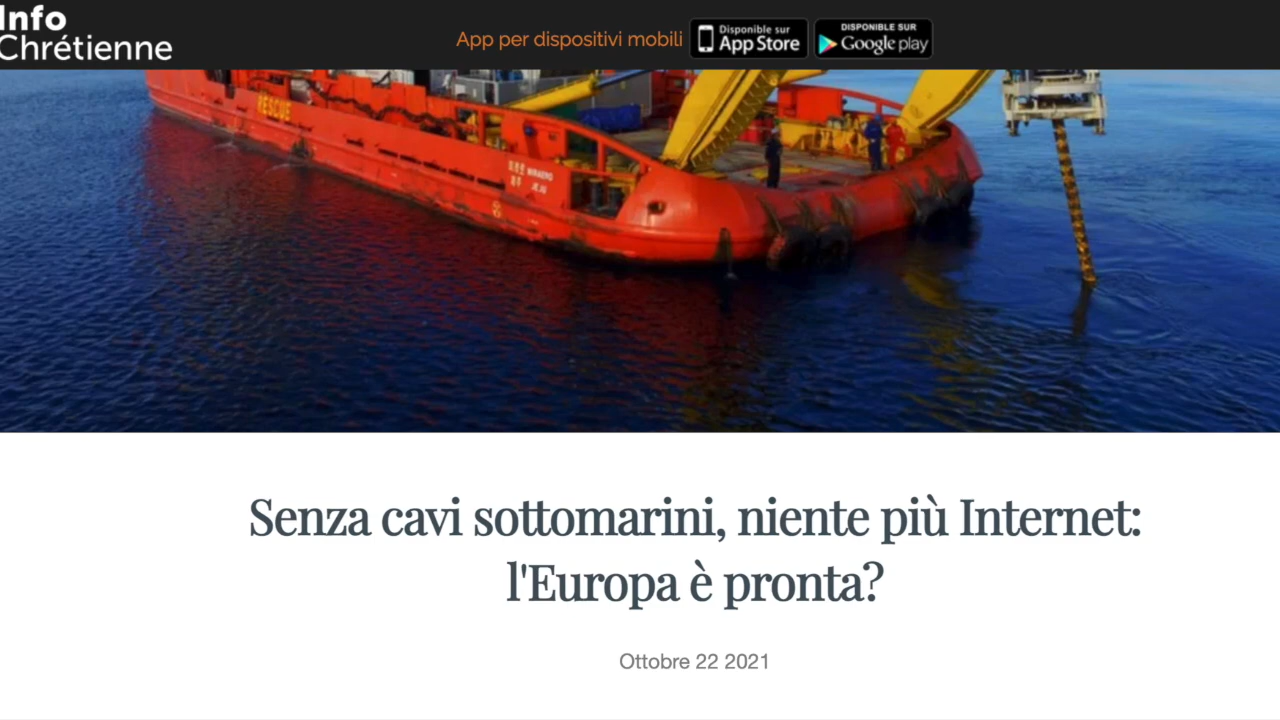 Info
Chrétienne
App per dispositivi mobili
Disponible sur
App Store
DISPONIBLE SUR
Google play
RESCUE
JEJU
Senza cavi sottomarini, niente più Internet:
l'Europa è pronta?
Ottobre 22 2021